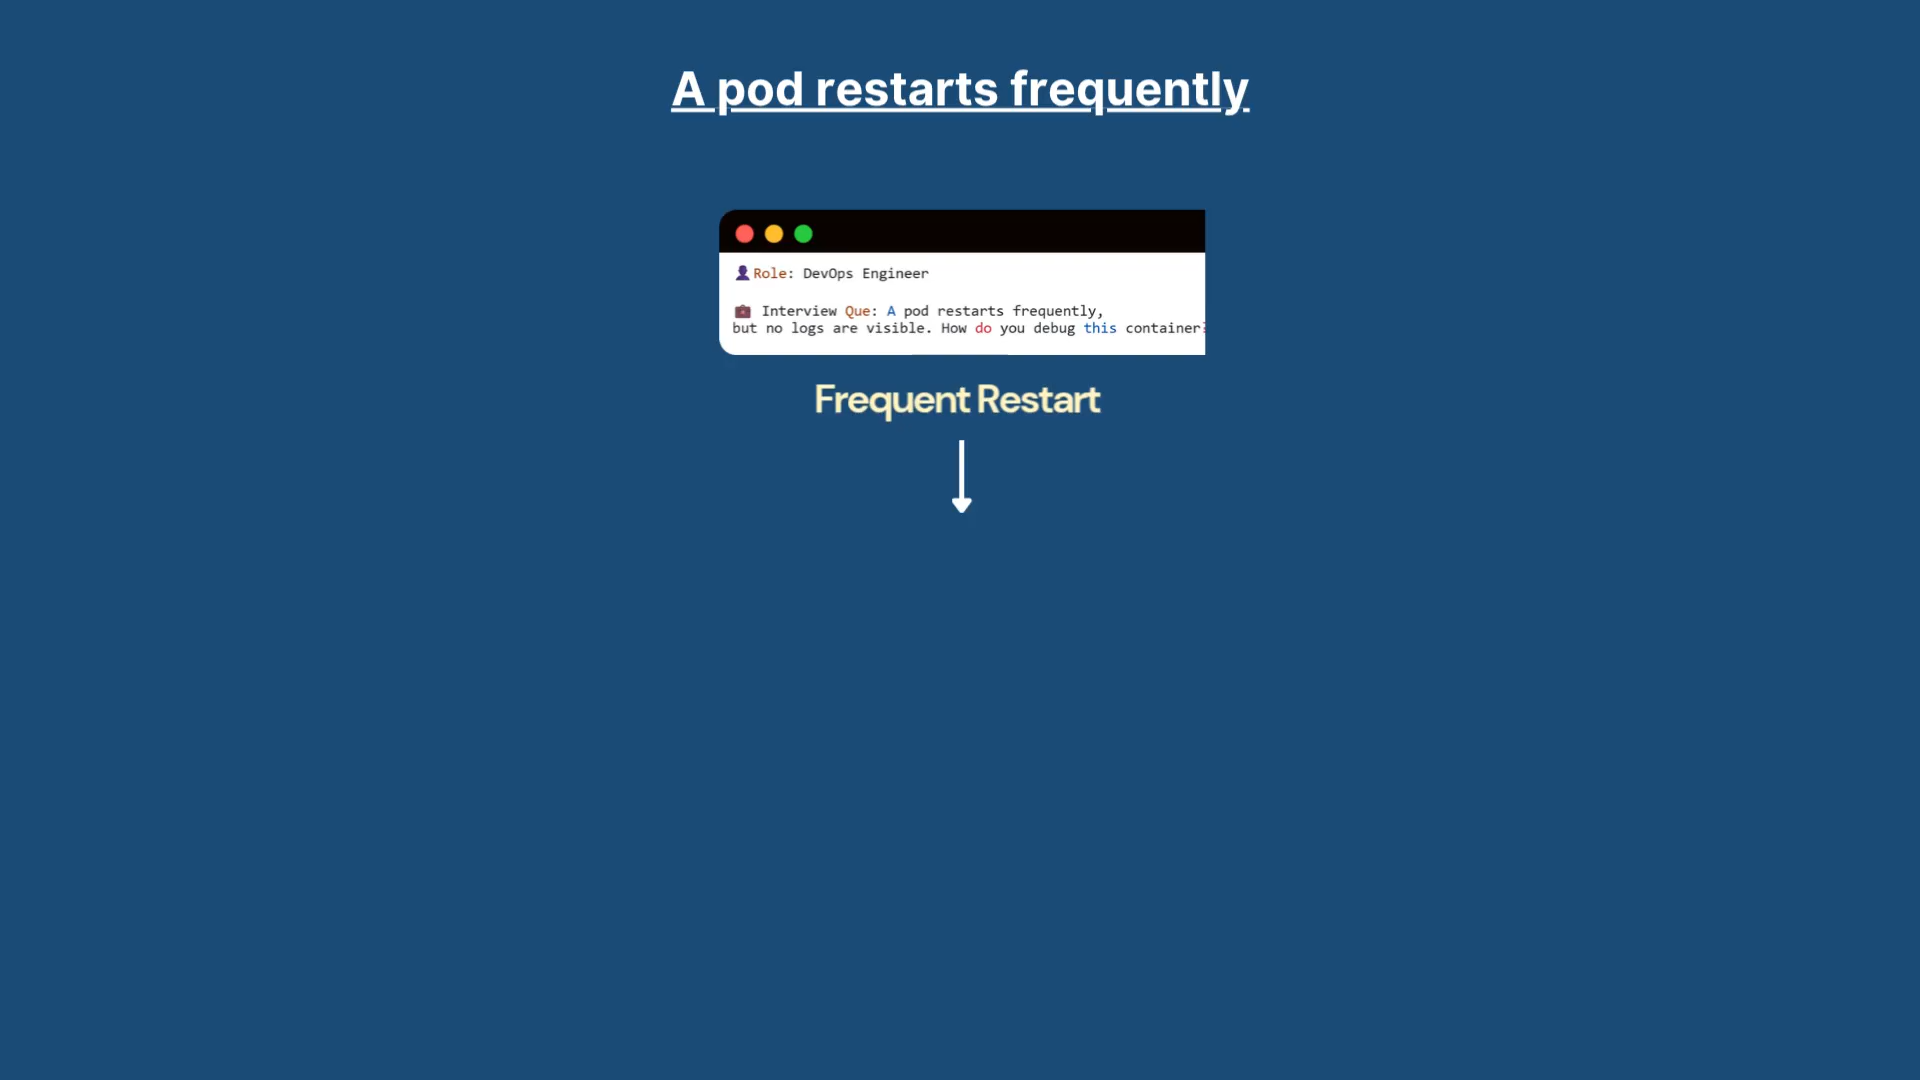 A pod restarts frequently
Role: DevOps Engineer
Interview Que: A pod restarts frequently,
but no logs are visible. How do you debug this container?
Frequent Restart